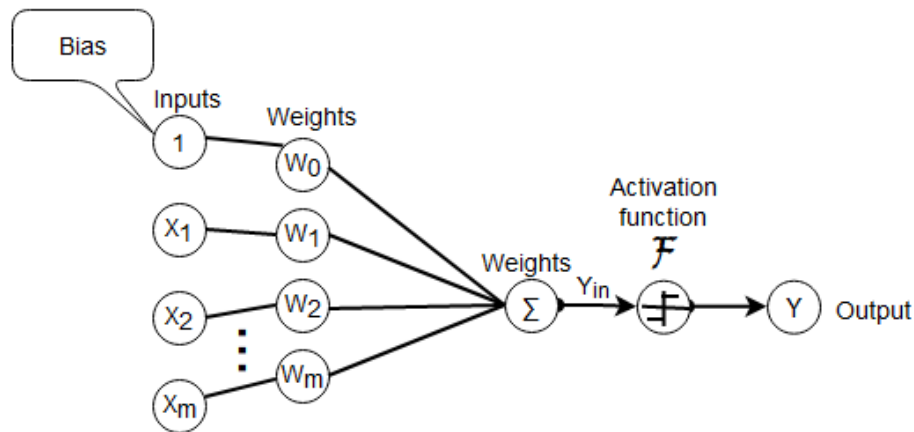 Bias
Inputs
Weights
1
W0
Activation
function
F
X1
W1
Weights
Yin
X2
W2
Σ
Y
Output
Xm
Wm